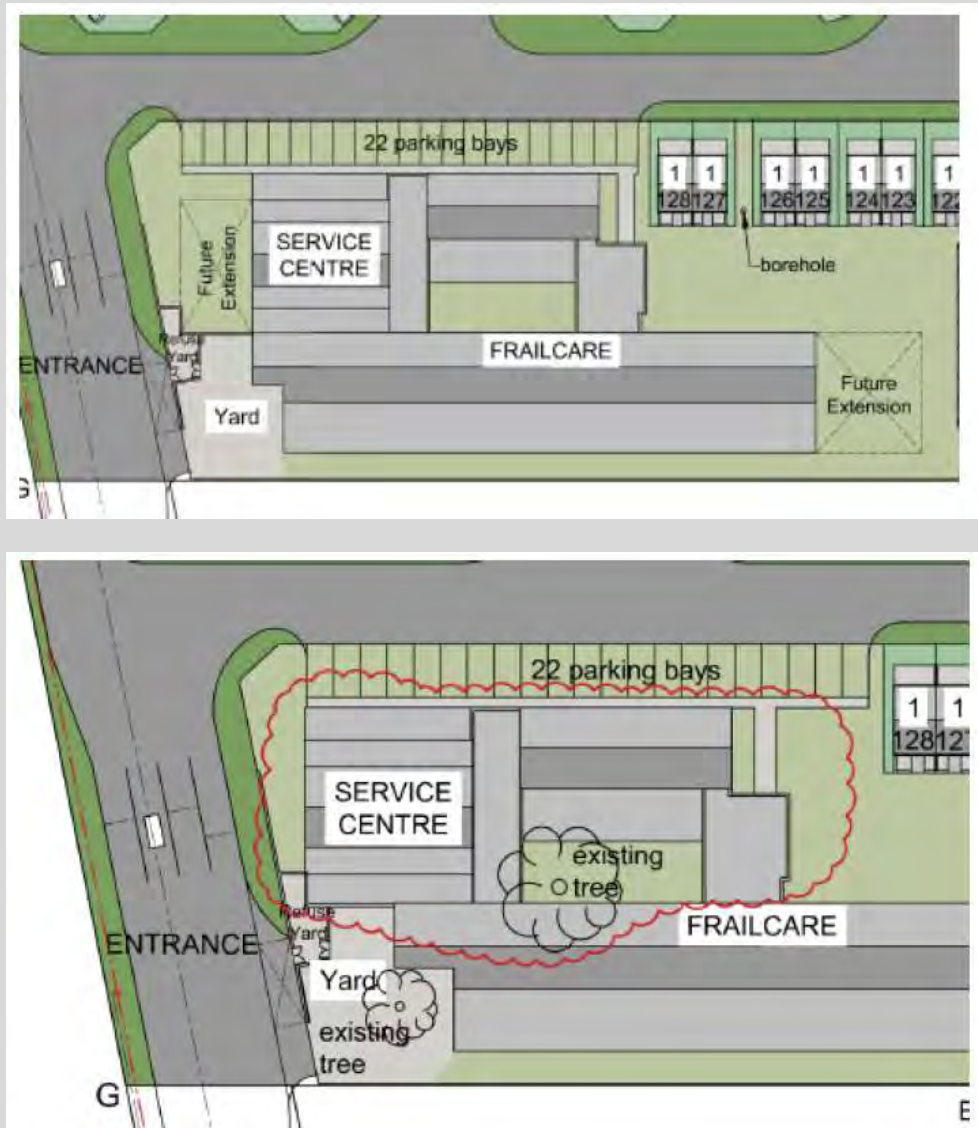 22 parking bays
1 1 1 1 1 1 1
128 127 126 125 124 123 122
SERVICE
CENTRE
Future
Extension
borehole
Refuse
Yard
ENTRANCE
FRAILCARE
Future
Extension
Yard
G
22 parking bays
1 1
128 127
SERVICE
CENTRE
existing
tree
Refuse
Yard
ENTRANCE
FRAILCARE
Yard
existing
tree
G
E